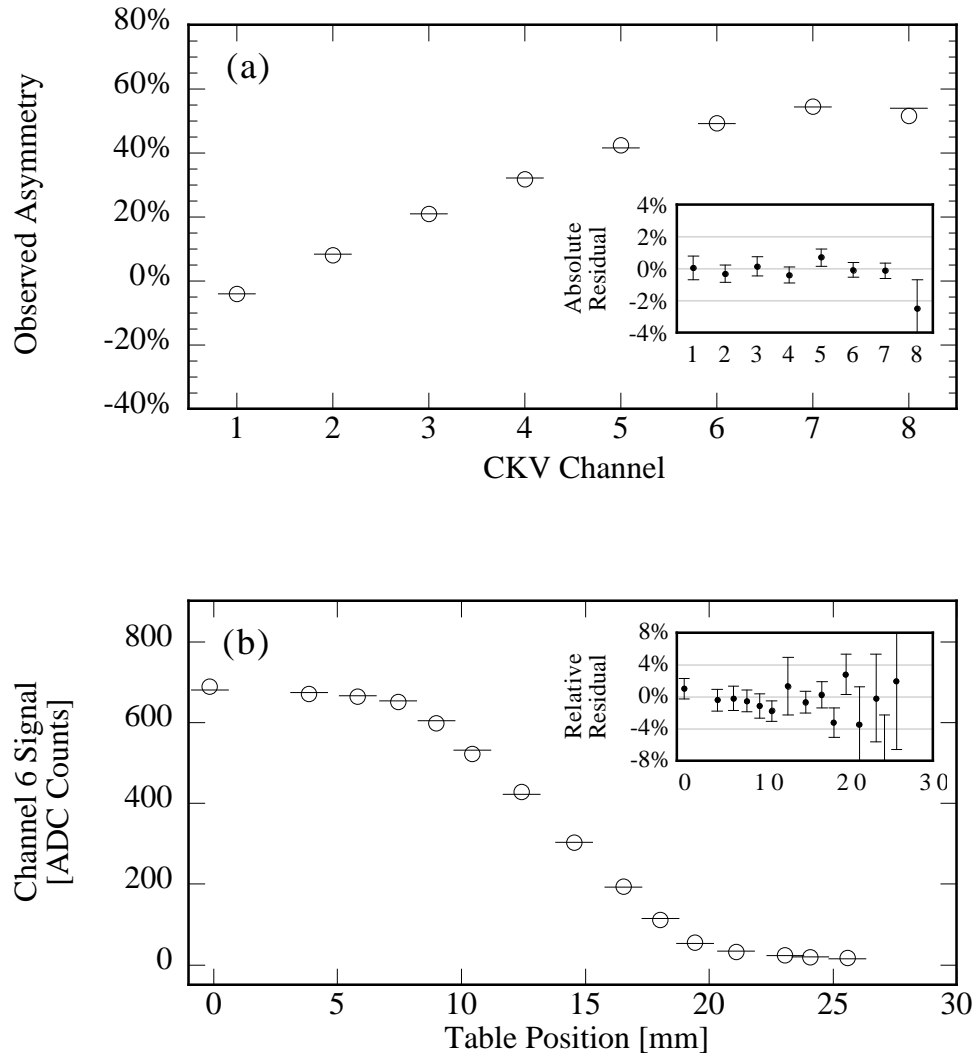 80%
(a)
60%
40%
20%
0%
-20%
-40%
Observed Asymmetry
1 2 3 4 5 6 7 8
CKV Channel
4%
2%
0%
-2%
-4%
Absolute
Residual
1 2 3 4 5 6 7 8
800
(b)
600
400
200
0
Channel 6 Signal
[ADC Counts]
0 5 10 15 20 25 30
Table Position [mm]
8%
4%
0%
-4%
-8%
Relative
Residual
0 10 20 30